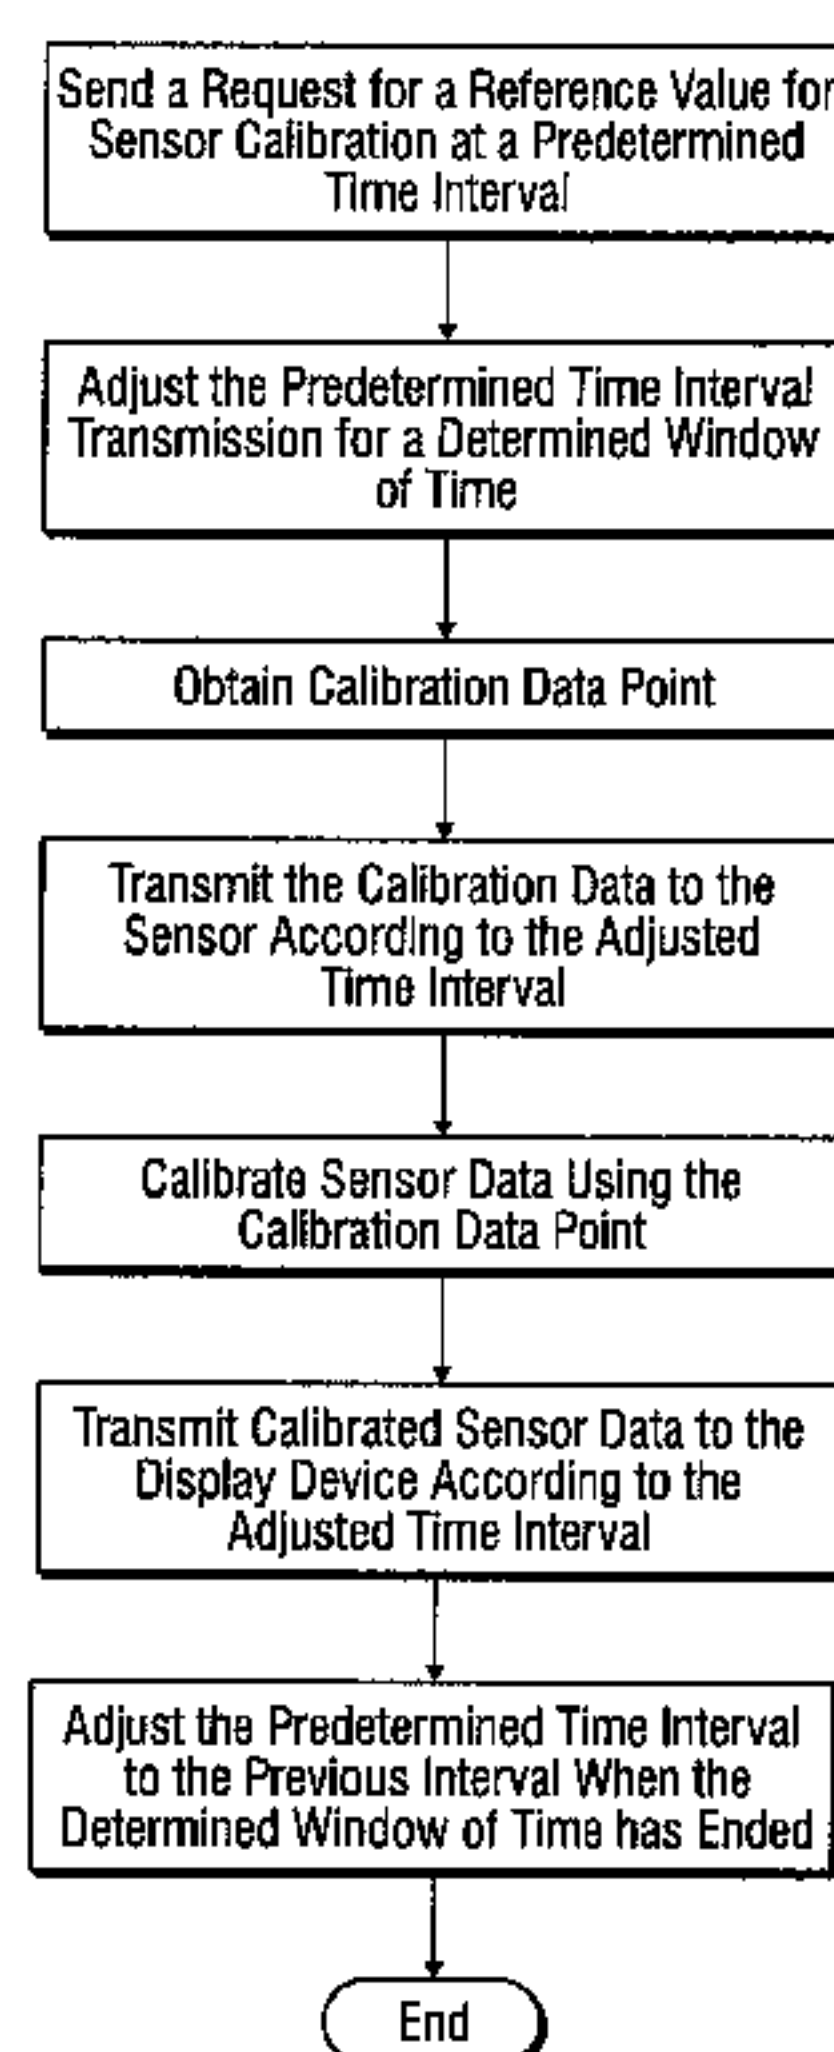 Send a Request for a Reference Value for
Sensor Calibration at a Predetermined
Time Interval
Adjust the Predetermined Time Interval
Transmission for a Determined Window
of Time
Obtain Calibration Data Point
Transmit the Calibration Data to the
Sensor According to the Adjusted
Time Interval
Calibrate Sensor Data Using the
Calibration Data Point
Transmit Calibrated Sensor Data to the
Display Device According to the
Adjusted Time Interval
Adjust the Predetermined Time Interval
to the Previous Interval When the
Determined Window of Time has Ended
End